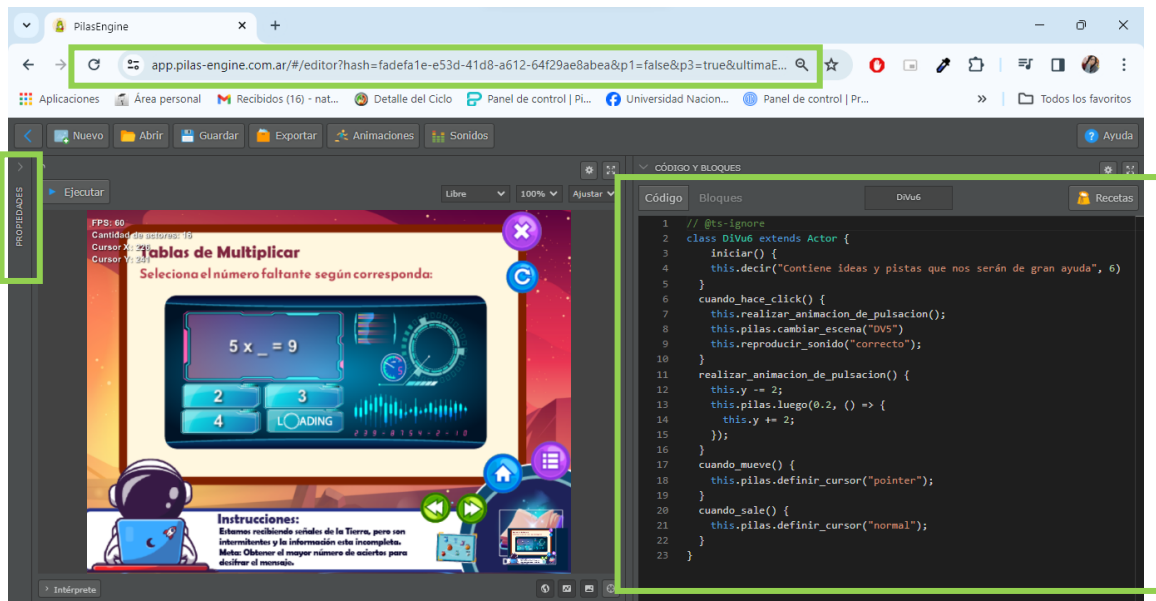 PilasEngine
app.pilas-engine.com.ar/#/editor?hash=fadefa1e-e53d-41d8-a612-64f29ae8abea&p1=false&p3=true&ultimaE...
Aplicaciones Área personal Recibidos (16) - nat... Detalle del Ciclo Panel de control | Pi... Universidad Nacion... Panel de control | Pr... » Todos los favoritos
Nuevo Abrir Guardar Exportar Animaciones Sonidos Ayuda
PROPIEDADES
Ejecutar Libre 100% Ajustar
FPS: 60
Cantidad de actores: 16
Cursor X: 226
Cursor Y: 241
Tablas de Multiplicar
Seleciona el número faltante según corresponda:
5 x _ = 9
2 3
4 LOADING
Instrucciones:
Estamos recibiendo señales de la Tierra, pero son
intermitentes y la información esta incompleta.
Meta: Obtener el mayor número de aciertos para
desifrar el mensaje.
Intérprete
CÓDIGO Y BLOQUES
Código Bloques DiVu6 Recetas
1 // @ts-ignore
2 class DiVu6 extends Actor {
3 iniciar() {
4 this.decir("Contiene ideas y pistas que nos serán de gran ayuda", 6)
5 }
6 cuando_hace_click() {
7 this.realizar_animacion_de_pulsacion();
8 this.pilas.cambiar_escena("DV5")
9 this.reproducir_sonido("correcto");
10 }
11 realizar_animacion_de_pulsacion() {
12 this.y -= 2;
13 this.pilas.luego(0.2, () => {
14 this.y += 2;
15 });
16 }
17 cuando_mueve() {
18 this.pilas.definir_cursor("pointer");
19 }
20 cuando_sale() {
21 this.pilas.definir_cursor("normal");
22 }
23 }